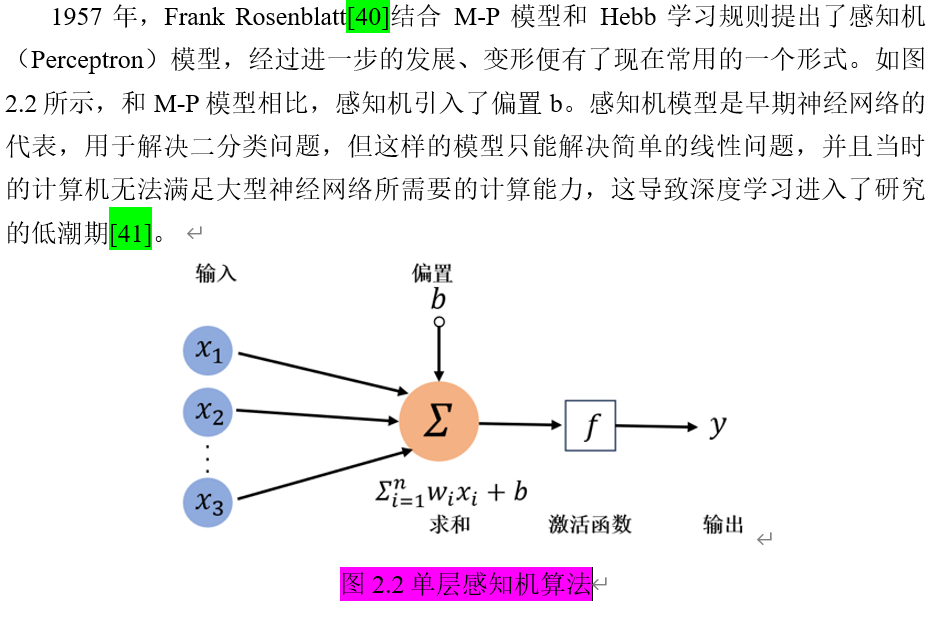 1957 年，Frank Rosenblatt[40]结合 M-P 模型和 Hebb 学习规则提出了感知机
（Perceptron）模型，经过进一步的发展、变形便有了现在常用的一个形式。如图
2.2 所示，和 M-P 模型相比，感知机引入了偏置 b。感知机模型是早期神经网络的
代表，用于解决二分类问题，但这样的模型只能解决简单的线性问题，并且当时
的计算机无法满足大型神经网络所需要的计算能力，这导致深度学习进入了研究
的低潮期[41]。
输入 偏置
b
x₁
x₂
Σ f y
x₃
Σⁿᵢ₌₁wᵢxᵢ + b
求和 激活函数 输出
图 2.2 单层感知机算法